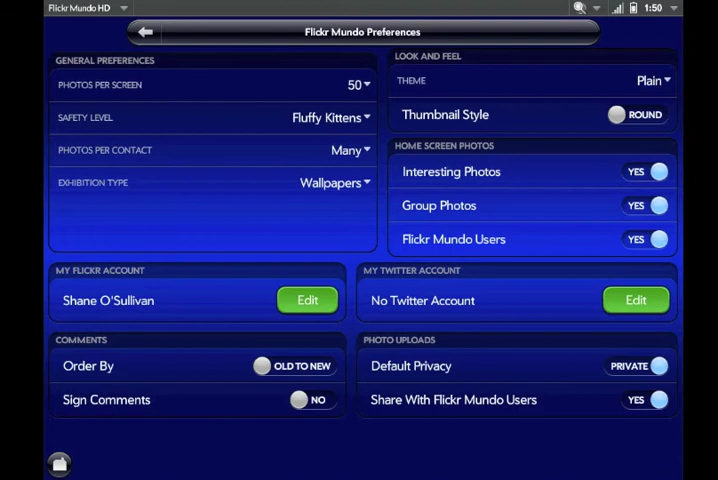 Flickr Mundo HD
1:50
Flickr Mundo Preferences
GENERAL PREFERENCES
PHOTOS PER SCREEN 50
SAFETY LEVEL Fluffy Kittens
PHOTOS PER CONTACT Many
EXHIBITION TYPE Wallpapers
LOOK AND FEEL
THEME Plain
Thumbnail Style ROUND
HOME SCREEN PHOTOS
Interesting Photos YES
Group Photos YES
Flickr Mundo Users YES
MY FLICKR ACCOUNT
Shane O'Sullivan Edit
MY TWITTER ACCOUNT
No Twitter Account Edit
COMMENTS
Order By OLD TO NEW
Sign Comments NO
PHOTO UPLOADS
Default Privacy PRIVATE
Share With Flickr Mundo Users YES